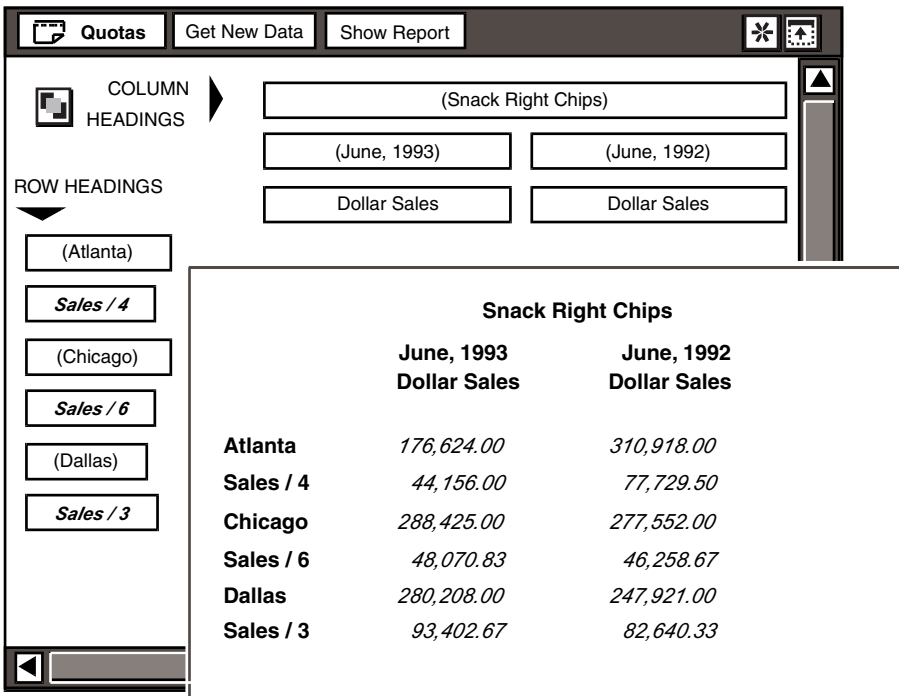 Quotas Get New Data Show Report
COLUMN HEADINGS
(Snack Right Chips)
(June, 1993) (June, 1992)
Dollar Sales Dollar Sales
ROW HEADINGS
(Atlanta)
Sales / 4
(Chicago)
Sales / 6
(Dallas)
Sales / 3
Snack Right Chips
June, 1993 June, 1992
Dollar Sales Dollar Sales
Atlanta 176,624.00 310,918.00
Sales / 4 44,156.00 77,729.50
Chicago 288,425.00 277,552.00
Sales / 6 48,070.83 46,258.67
Dallas 280,208.00 247,921.00
Sales / 3 93,402.67 82,640.33